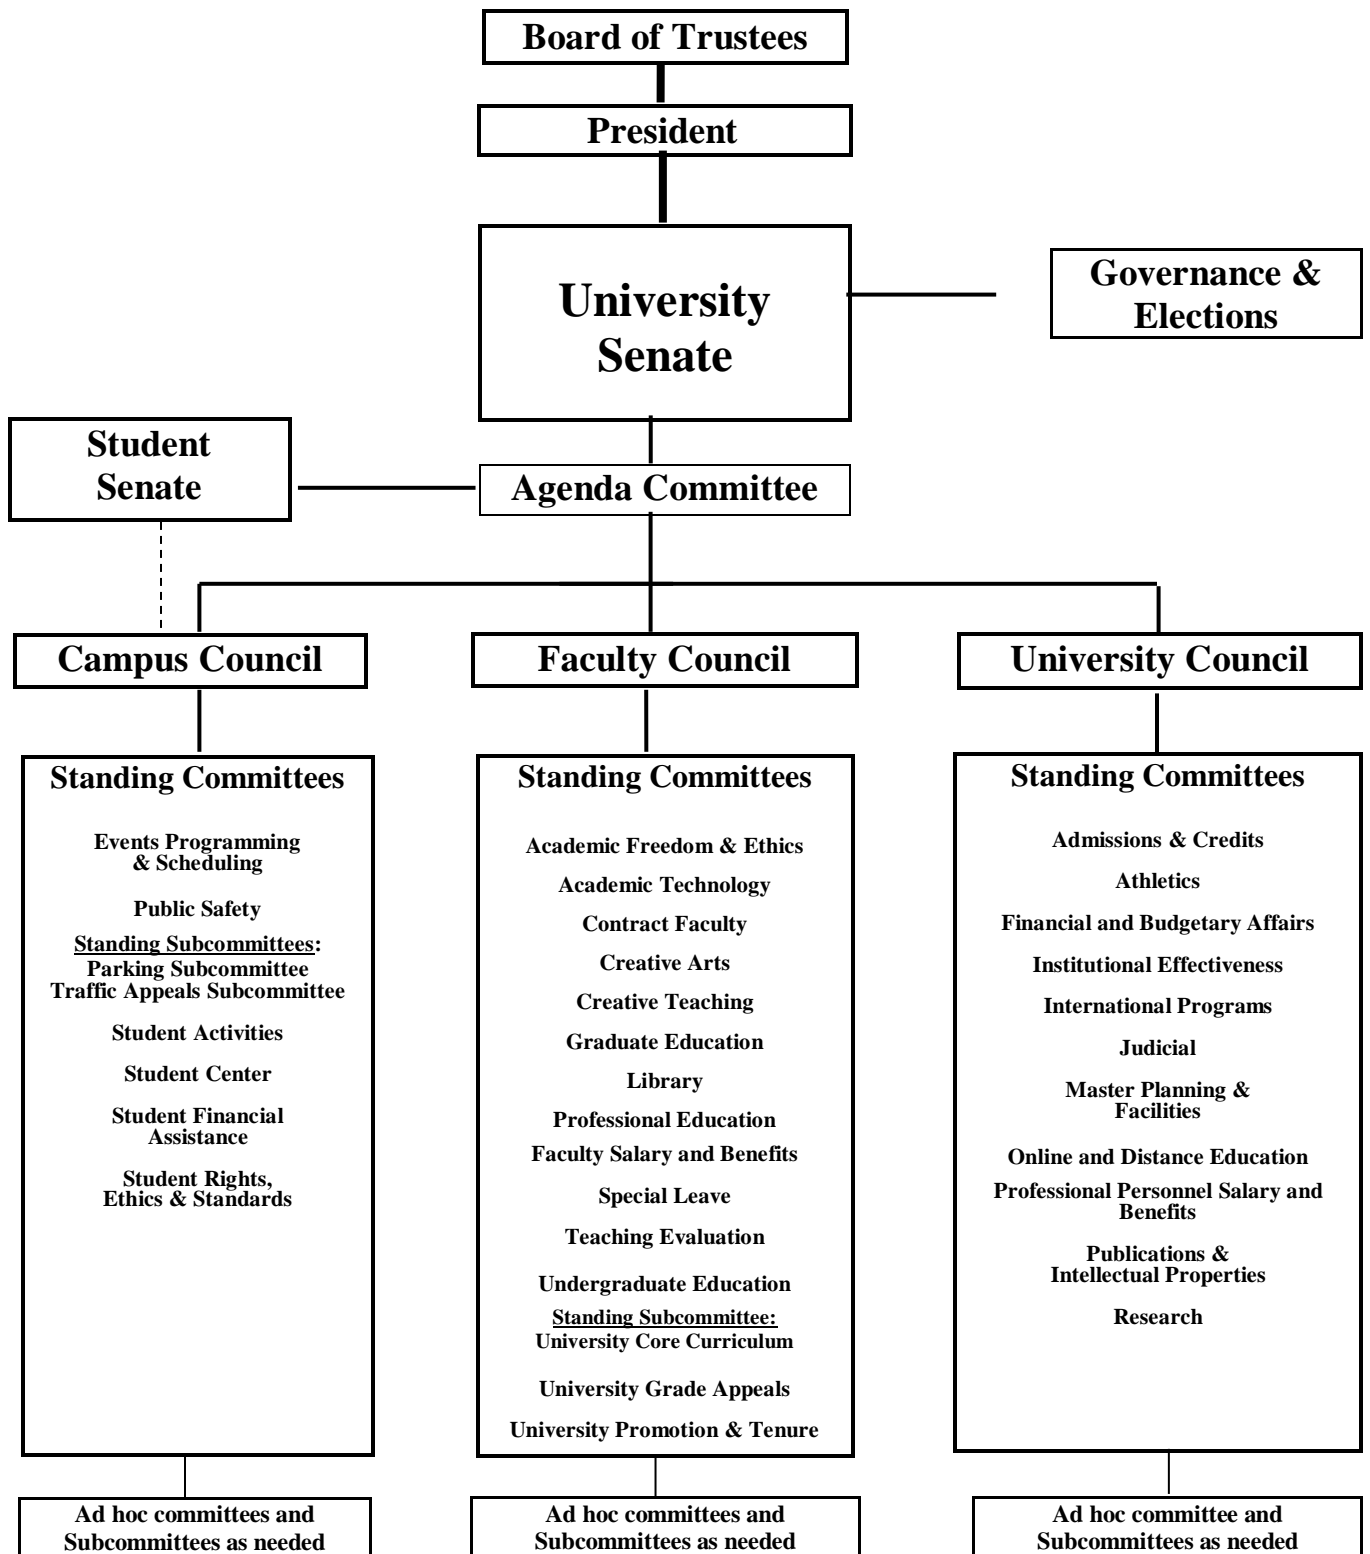 Board of Trustees
President
University
Senate
Governance &
Elections
Student
Senate
Agenda Committee
Campus Council
Faculty Council
University Council
Standing Committees
Events Programming
& Scheduling
Public Safety
Standing Subcommittees:
Parking Subcommittee
Traffic Appeals Subcommittee
Student Activities
Student Center
Student Financial
Assistance
Student Rights,
Ethics & Standards
Standing Committees
Academic Freedom & Ethics
Academic Technology
Contract Faculty
Creative Arts
Creative Teaching
Graduate Education
Library
Professional Education
Faculty Salary and Benefits
Special Leave
Teaching Evaluation
Undergraduate Education
Standing Subcommittee:
University Core Curriculum
University Grade Appeals
University Promotion & Tenure
Standing Committees
Admissions & Credits
Athletics
Financial and Budgetary Affairs
Institutional Effectiveness
International Programs
Judicial
Master Planning &
Facilities
Online and Distance Education
Professional Personnel Salary and
Benefits
Publications &
Intellectual Properties
Research
Ad hoc committees and
Subcommittees as needed
Ad hoc committees and
Subcommittees as needed
Ad hoc committee and
Subcommittees as needed